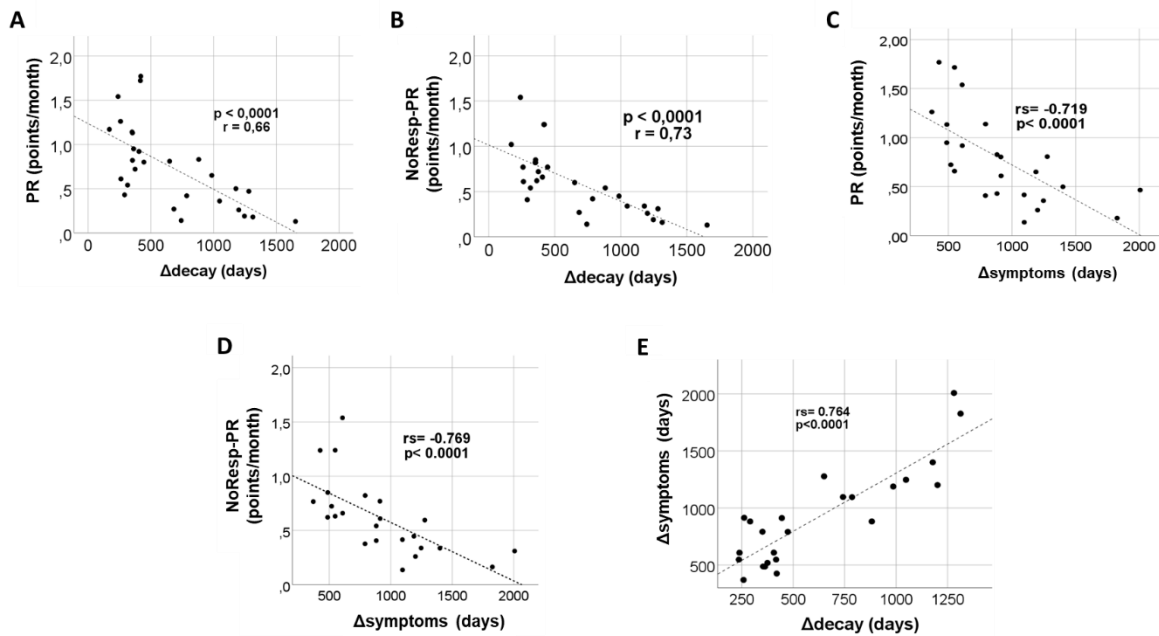 A
PR (points/month)
2,0
1,5
1,0
,5
,0
p < 0,0001
r = 0,66
0 500 1000 1500 2000
Δdecay (days)
B
NoResp-PR
(points/month)
2,0
1,5
1,0
,5
,0
p < 0,0001
r = 0,73
0 500 1000 1500 2000
Δdecay (days)
C
PR (points/month)
2,00
1,50
1,00
,50
,00
rs = -0.719
p< 0.0001
500 1000 1500 2000
Δsymptoms (days)
D
NoResp-PR
(points/month)
2,0
1,5
1,0
,5
,0
rs= -0.769
p< 0.0001
500 1000 1500 2000
Δsymptoms (days)
E
Δsymptoms (days)
2000
1500
1000
500
rs= 0.764
p<0.0001
250 500 750 1000 1250
Δdecay (days)